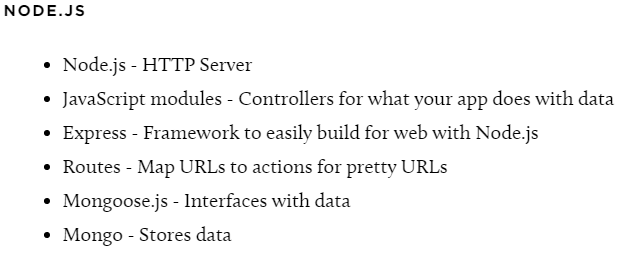 NODE.JS
• Node.js - HTTP Server
• JavaScript modules - Controllers for what your app does with data
• Express - Framework to easily build for web with Node.js
• Routes - Map URLs to actions for pretty URLs
• Mongoose.js - Interfaces with data
• Mongo - Stores data